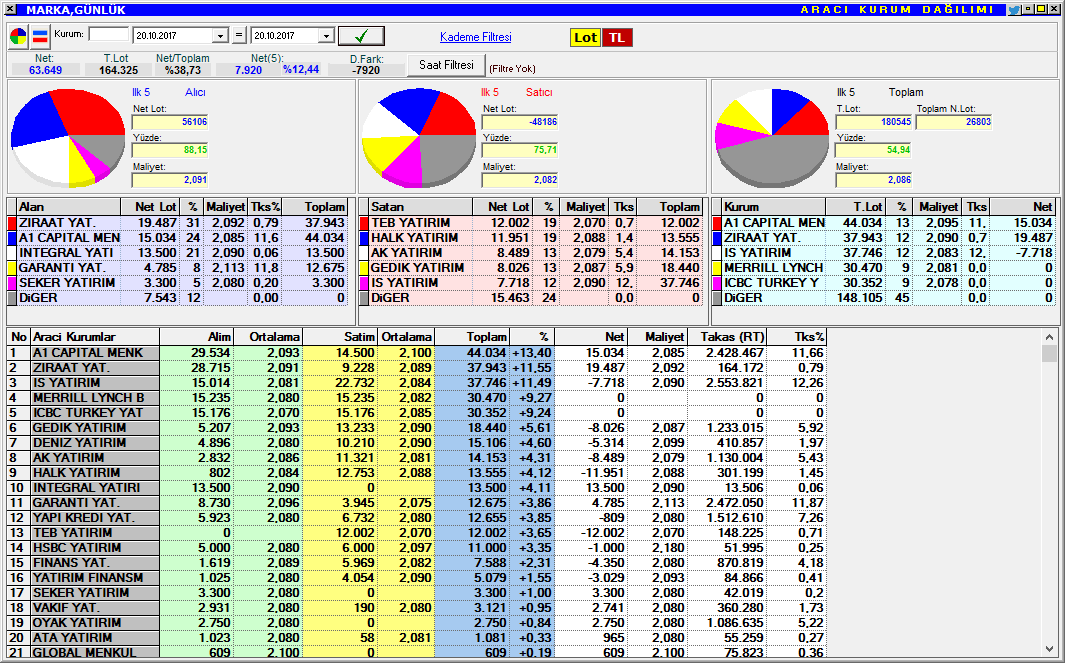 MARKA,GÜNLÜK ARACI KURUM DAĞILIMI
Kurum: 20.10.2017 = 20.10.2017 Kademe Filtresi Lot TL
Net: T.Lot Net/Toplam Net(5): D.Fark: Saat Filtresi (Filtre Yok)
63.649 164.325 %38,73 7.920 %12,44 -7920
Ilk 5 Alıcı
Net Lot:
56106
Yüzde:
88,15
Maliyet:
2,091
Ilk 5 Satıcı
Net Lot:
-48186
Yüzde:
75,71
Maliyet:
2,082
Ilk 5 Toplam
T.Lot: Toplam N.Lot:
180545 26803
Yüzde:
54,94
Maliyet:
2,086
Alan Net Lot % Maliyet Tks% Toplam
ZIRAAT YAT. 19.487 31 2,092 0,79 37.943
A1 CAPITAL MEN 15.034 24 2,085 11,6 44.034
INTEGRAL YATI 13.500 21 2,090 0,06 13.500
GARANTI YAT. 4.785 8 2,113 11,8 12.675
SEKER YATIRIM 3.300 5 2,080 0,20 3.300
DiGER 7.543 12 0,00 0
Satan Net Lot % Maliyet Tks Toplam
TEB YATIRIM 12.002 19 2,070 0,7 12.002
HALK YATIRIM 11.951 19 2,088 1,4 13.555
AK YATIRIM 8.489 13 2,079 5,4 14.153
GEDIK YATIRIM 8.026 13 2,087 5,9 18.440
IS YATIRIM 7.718 12 2,090 12, 37.746
DiGER 15.463 24 0,0 0
Kurum T.Lot % Maliyet Tks Net
A1 CAPITAL MEN 44.034 13 2,095 11, 15.034
ZIRAAT YAT. 37.943 12 2,090 0,7 19.487
IS YATIRIM 37.746 12 2,083 12, -7.718
MERRILL LYNCH 30.470 9 2,081 0,0 0
ICBC TURKEY Y 30.352 9 2,078 0,0 0
DiGER 148.105 45 0,0 0
No Araci Kurumlar Alim Ortalama Satim Ortalama Toplam % Net Maliyet Takas (RT) Tks%
1 A1 CAPITAL MENK 29.534 2,093 14.500 2,100 44.034 +13,40 15.034 2,085 2.428.467 11,66
2 ZIRAAT YAT. 28.715 2,091 9.228 2,089 37.943 +11,55 19.487 2,092 164.172 0,79
3 IS YATIRIM 15.014 2,081 22.732 2,084 37.746 +11,49 -7.718 2,090 2.553.821 12,26
4 MERRILL LYNCH B 15.235 2,080 15.235 2,082 30.470 +9,27 0 0 0
5 ICBC TURKEY YAT 15.176 2,070 15.176 2,085 30.352 +9,24 0 0 0
6 GEDIK YATIRIM 5.207 2,093 13.233 2,090 18.440 +5,61 -8.026 2,087 1.233.015 5,92
7 DENIZ YATIRIM 4.896 2,080 10.210 2,090 15.106 +4,60 -5.314 2,099 410.857 1,97
8 AK YATIRIM 2.832 2,086 11.321 2,081 14.153 +4,31 -8.489 2,079 1.130.004 5,43
9 HALK YATIRIM 802 2,084 12.753 2,088 13.555 +4,12 -11.951 2,088 301.199 1,45
10 INTEGRAL YATIRI 13.500 2,090 0 13.500 +4,11 13.500 2,090 13.506 0,06
11 GARANTI YAT. 8.730 2,096 3.945 2,075 12.675 +3,86 4.785 2,113 2.472.050 11,87
12 YAPI KREDI YAT. 5.923 2,080 6.732 2,080 12.655 +3,85 -809 2,080 1.512.610 7,26
13 TEB YATIRIM 0 12.002 2,070 12.002 +3,65 -12.002 2,070 148.225 0,71
14 HSBC YATIRIM 5.000 2,080 6.000 2,097 11.000 +3,35 -1.000 2,180 51.995 0,25
15 FINANS YAT. 1.619 2,089 5.969 2,082 7.588 +2,31 -4.350 2,080 870.819 4,18
16 YATIRIM FINANSM 1.025 2,080 4.054 2,090 5.079 +1,55 -3.029 2,093 84.866 0,41
17 SEKER YATIRIM 3.300 2,080 0 3.300 +1,00 3.300 2,080 42.019 0,2
18 VAKIF YAT. 2.931 2,080 190 2,080 3.121 +0,95 2.741 2,080 360.280 1,73
19 OYAK YATIRIM 2.750 2,080 0 2.750 +0,84 2.750 2,080 1.086.635 5,22
20 ATA YATIRIM 1.023 2,080 58 2,081 1.081 +0,33 965 2,080 55.259 0,27
21 GLOBAL MENKUL 609 2,100 0 609 +0,19 609 2,100 75.823 0,36